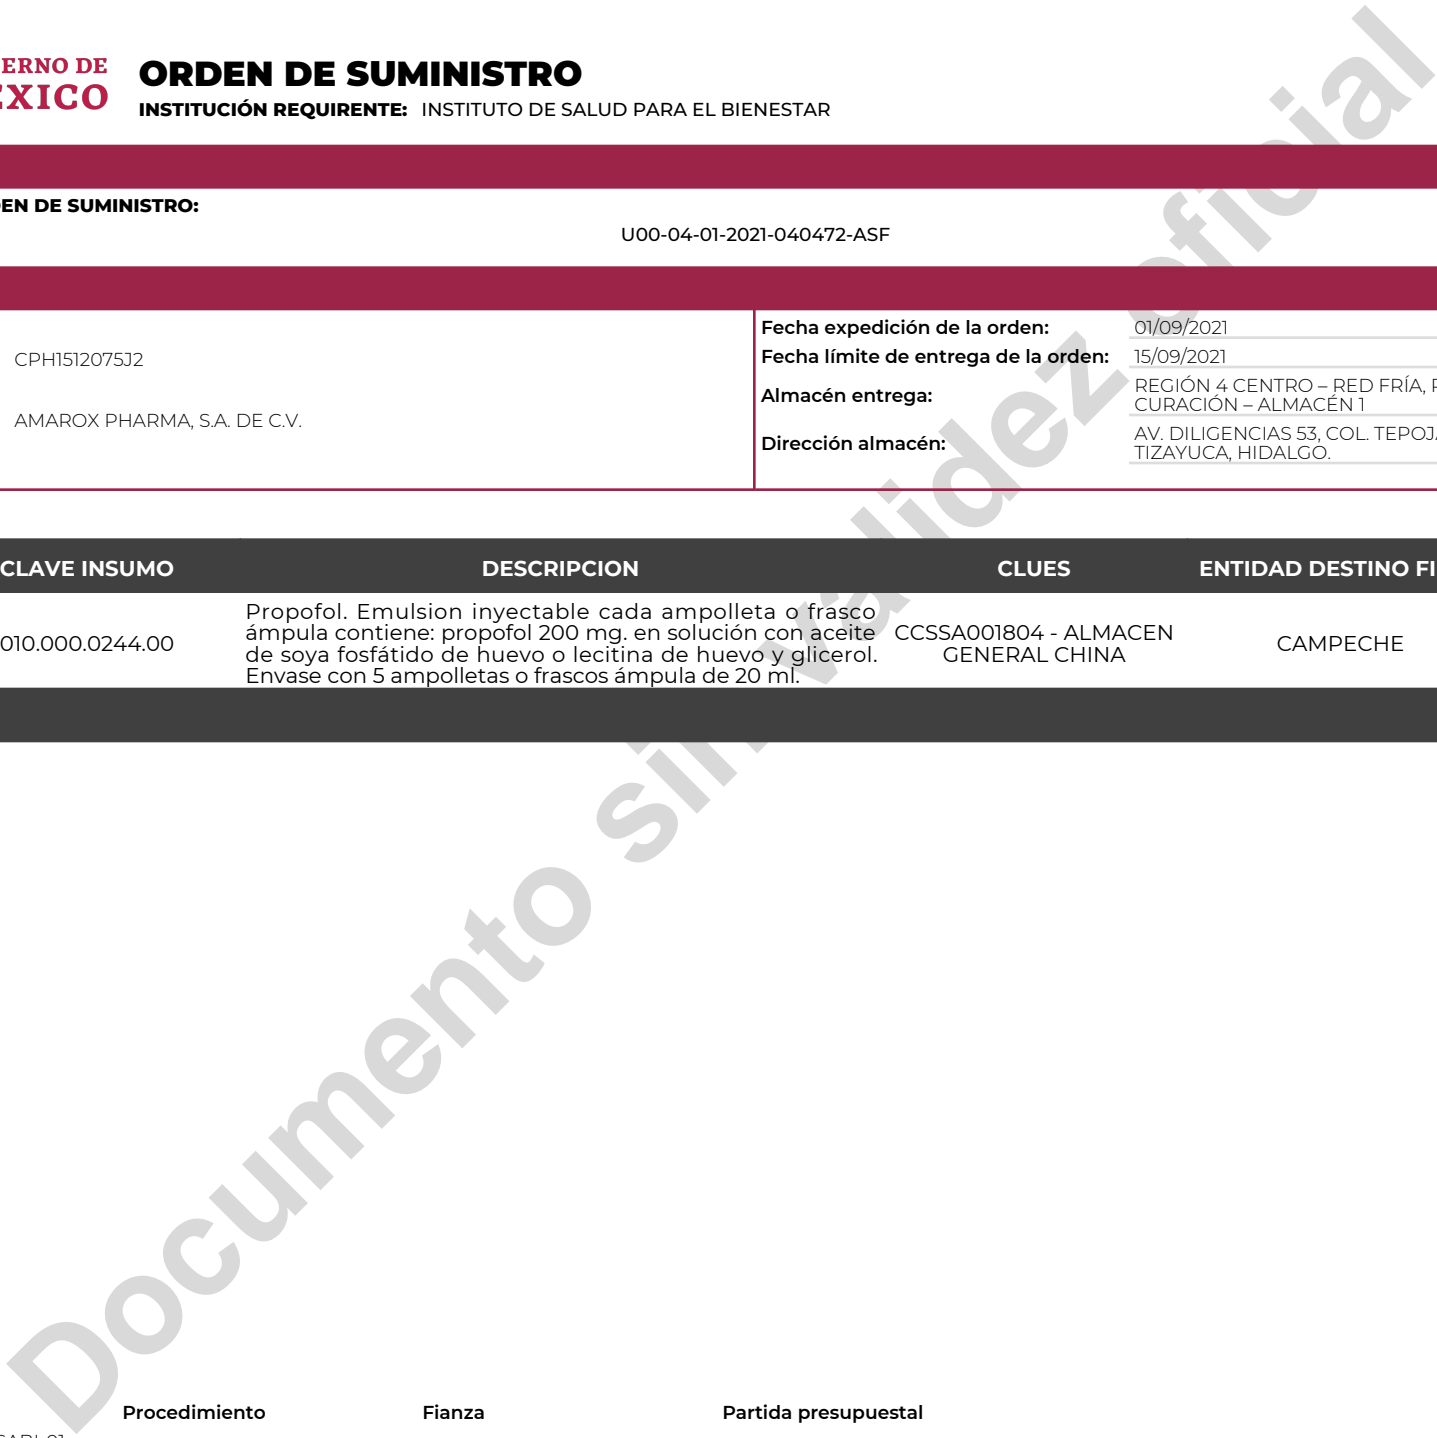 ERNO DE
EXICO
ORDEN DE SUMINISTRO
INSTITUCIÓN REQUIRENTE: INSTITUTO DE SALUD PARA EL BIENESTAR
EN DE SUMINISTRO:
U00-04-01-2021-040472-ASF
CPH1512075J2
AMAROX PHARMA, S.A. DE C.V.
Fecha expedición de la orden: 01/09/2021
Fecha límite de entrega de la orden: 15/09/2021
Almacén entrega: REGIÓN 4 CENTRO – RED FRÍA,
CURACIÓN – ALMACÉN 1
Dirección almacén: AV. DILIGENCIAS 53, COL. TEPOJA
TIZAYUCA, HIDALGO.
CLAVE INSUMO DESCRIPCION CLUES ENTIDAD DESTINO FI
010.000.0244.00
Propofol. Emulsion inyectable cada ampolleta o frasco
ámpula contiene: propofol 200 mg. en solución con aceite
de soya fosfátido de huevo o lecitina de huevo y glicerol.
Envase con 5 ampolletas o frascos ámpula de 20 ml.
CCSSA001804 - ALMACEN
GENERAL CHINA
CAMPECHE
Documento sin validez oficial
Procedimiento Fianza Partida presupuestal